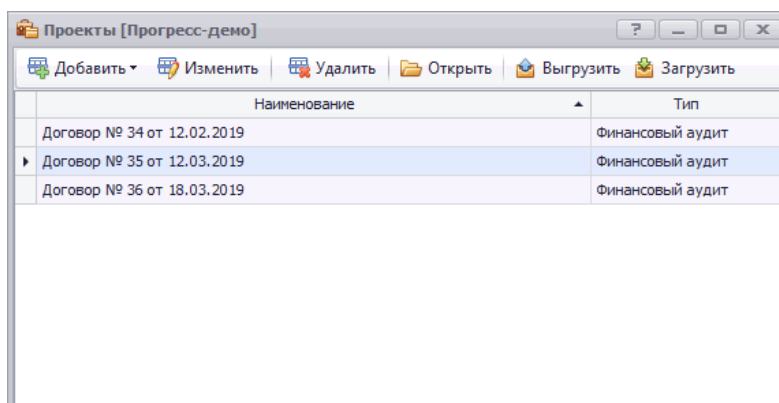 Проекты [Прогресс-демо]
Добавить Изменить Удалить Открыть Выгрузить Загрузить
Наименование Тип
Договор № 34 от 12.02.2019 Финансовый аудит
Договор № 35 от 12.03.2019 Финансовый аудит
Договор № 36 от 18.03.2019 Финансовый аудит